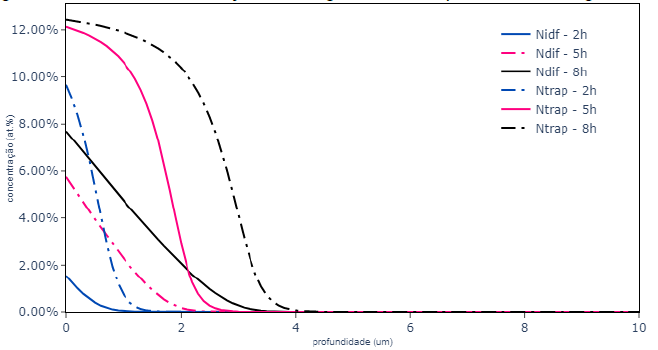 12.00%
10.00%
8.00%
6.00%
4.00%
2.00%
0.00%
concentração (at.%)
0
2
4
6
8
10
profundidade (um)
Nidf - 2h
Ndif - 5h
Ndif - 8h
Ntrap - 2h
Ntrap - 5h
Ntrap - 8h